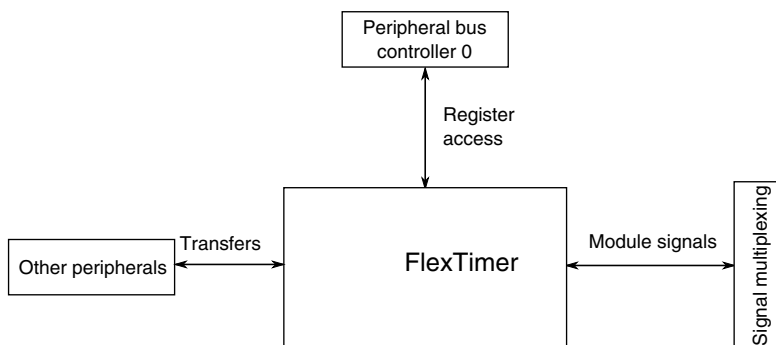 Peripheral bus
controller 0
Register
access
Other peripherals
Transfers
FlexTimer
Module signals
Signal multiplexing